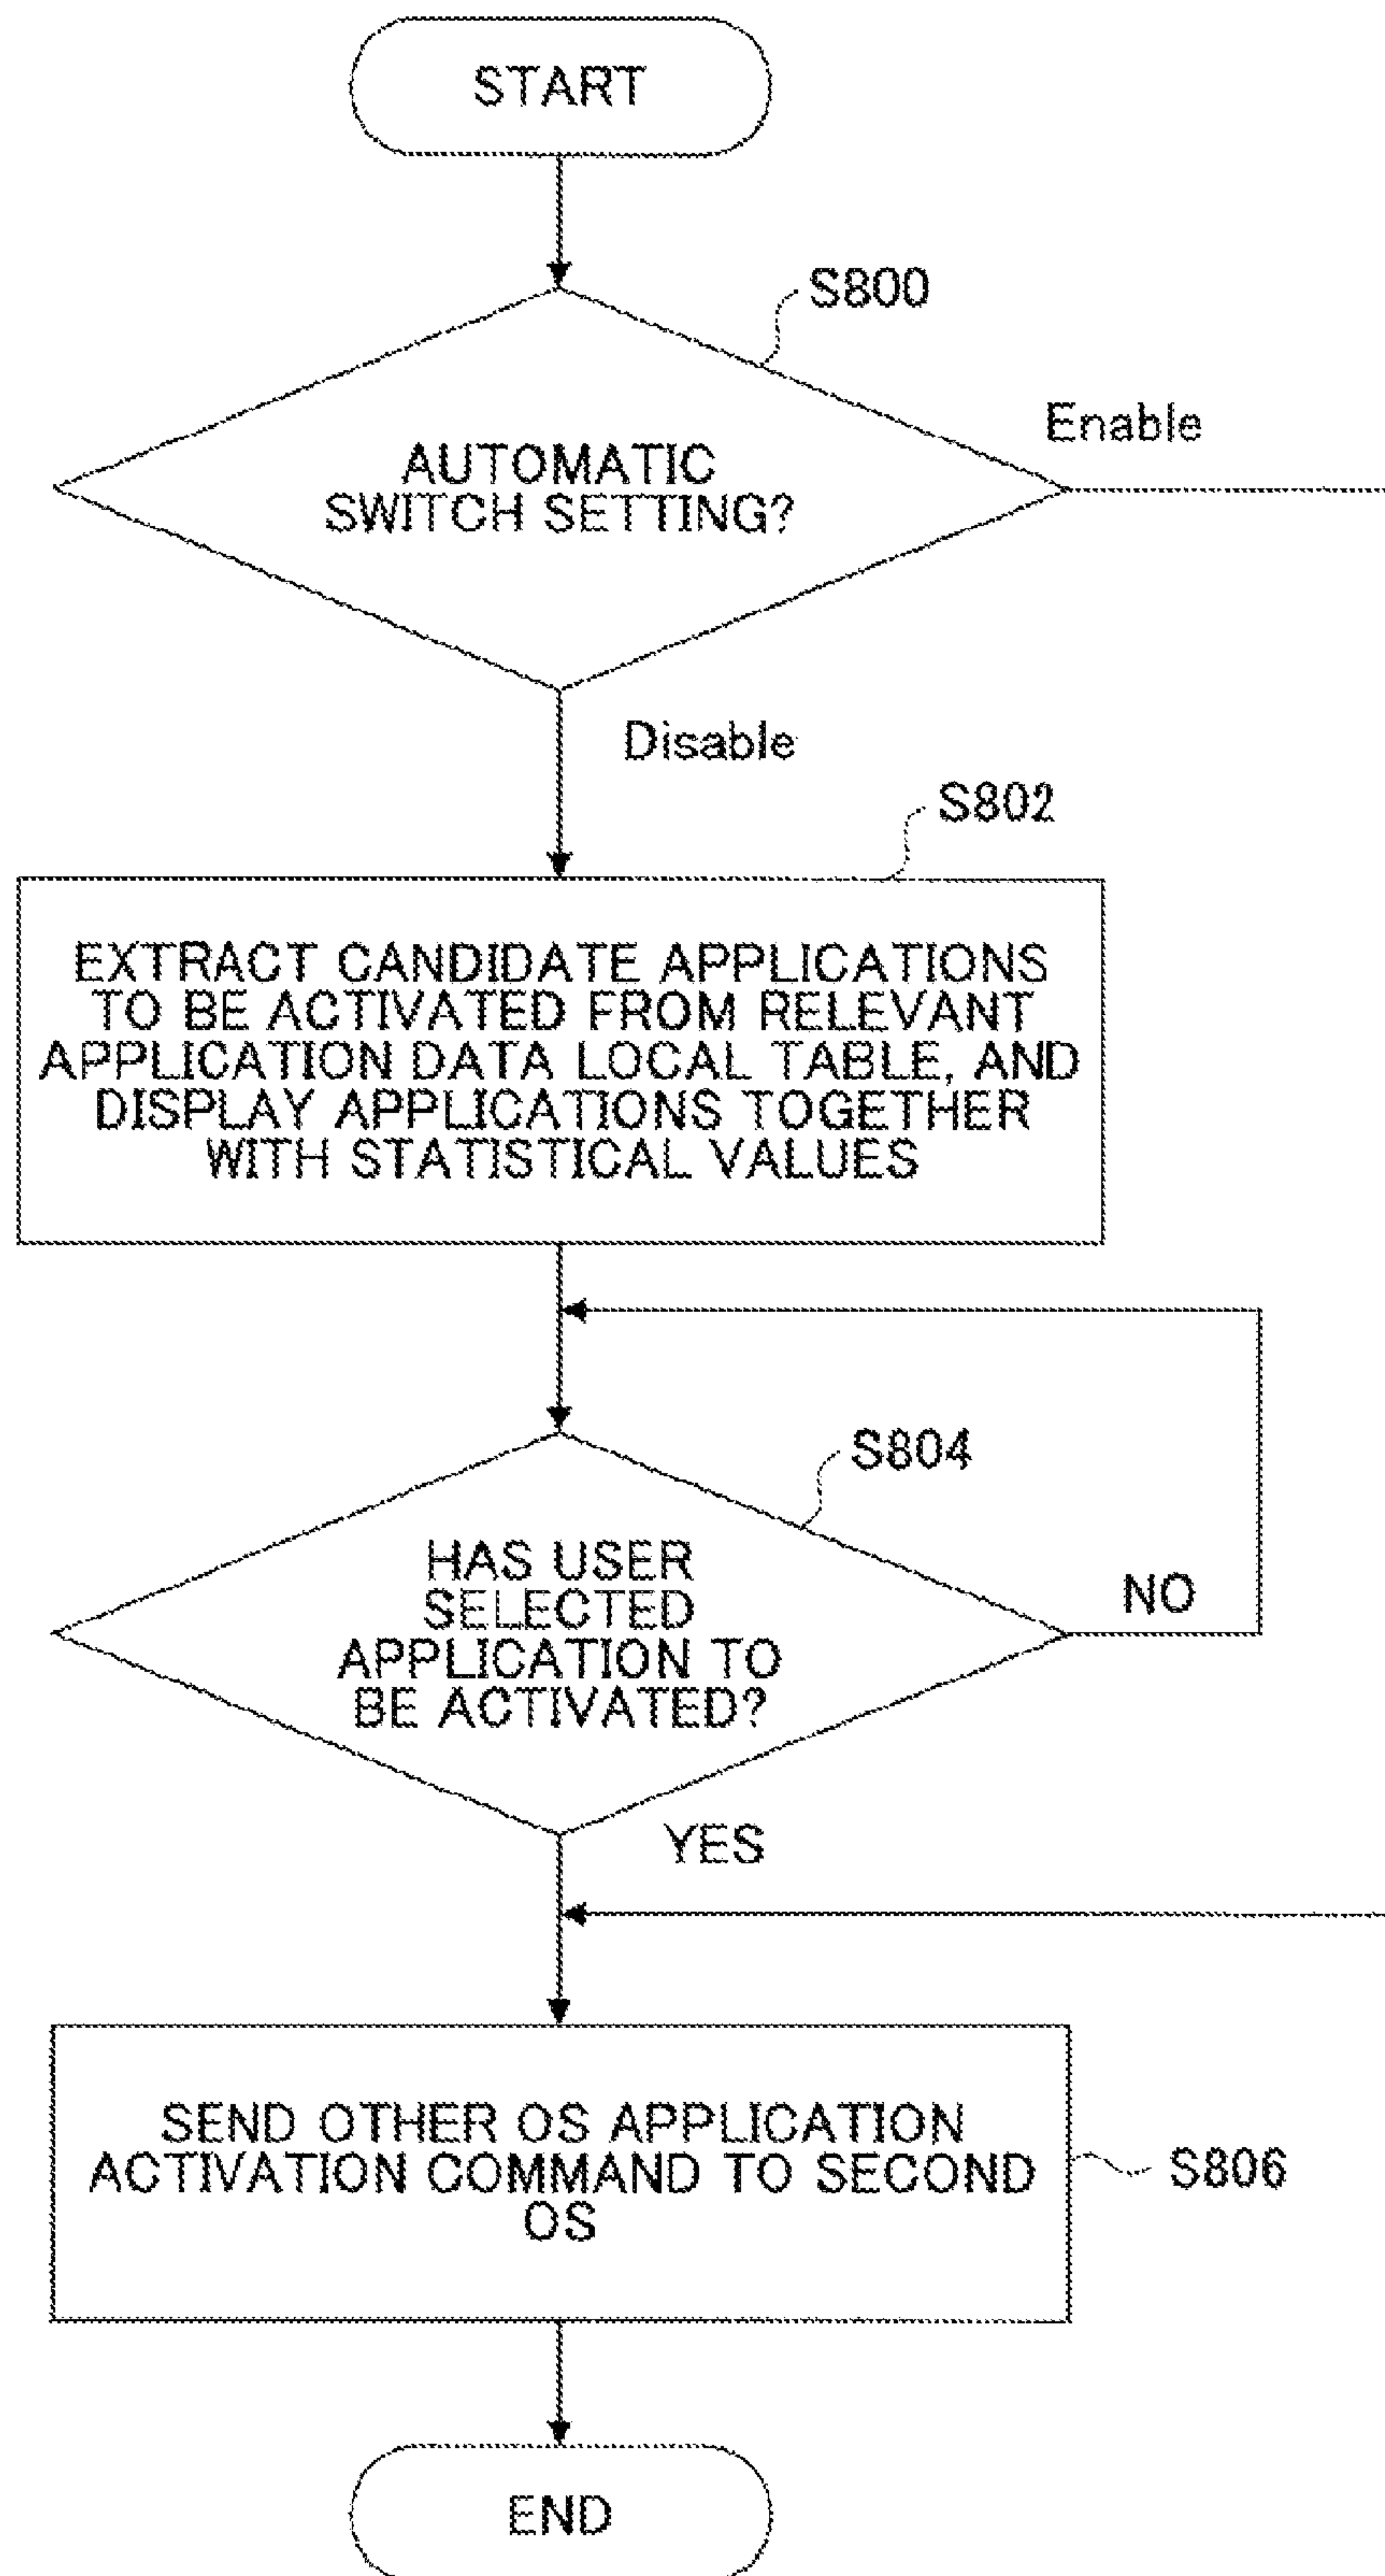 START
S800
Enable
AUTOMATIC
SWITCH SETTING?
Disable
S802
EXTRACT CANDIDATE APPLICATIONS
TO BE ACTIVATED FROM RELEVANT
APPLICATION DATA LOCAL TABLE, AND
DISPLAY APPLICATIONS TOGETHER
WITH STATISTICAL VALUES
S804
HAS USER
SELECTED
APPLICATION TO
BE ACTIVATED?
NO
YES
SEND OTHER OS APPLICATION
ACTIVATION COMMAND TO SECOND
OS
S806
END